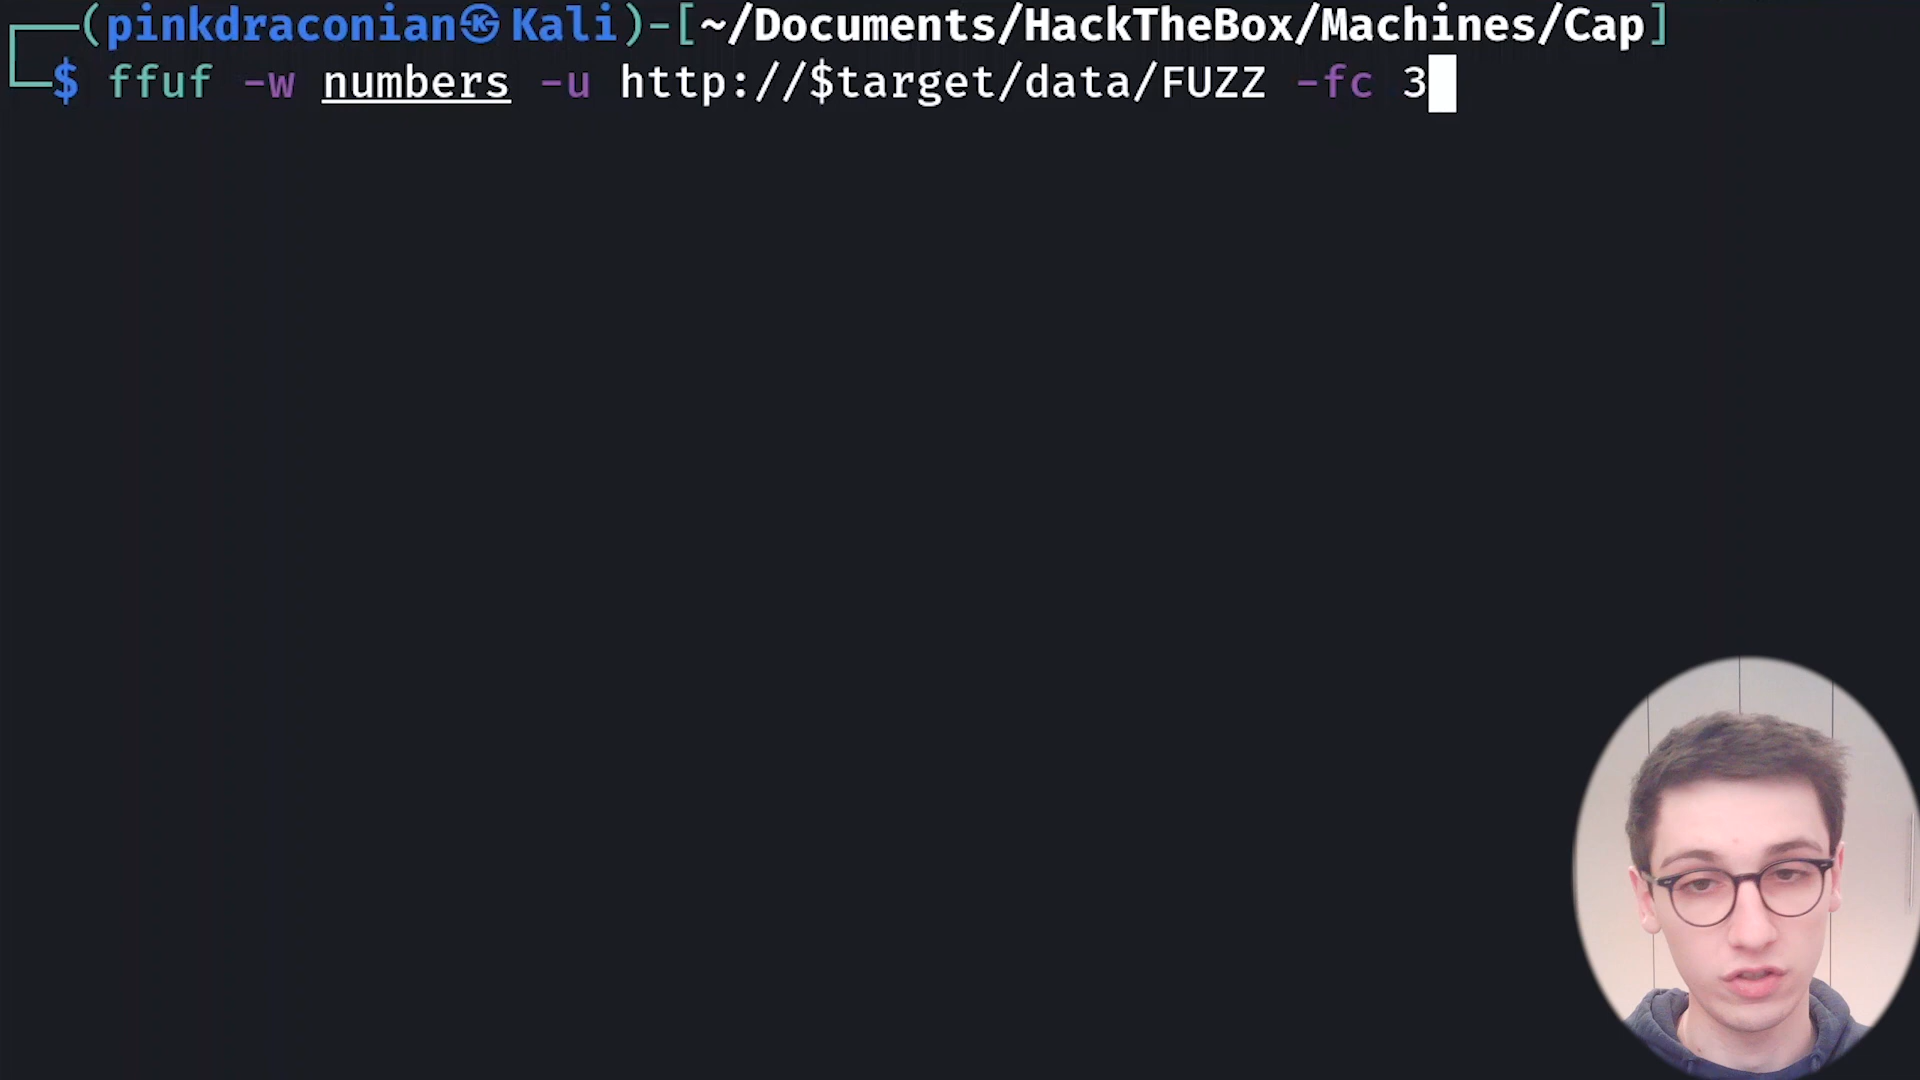 (pinkdraconian㉿Kali)-[~/Documents/HackTheBox/Machines/Cap]
$ ffuf -w numbers -u http://$target/data/FUZZ -fc 3